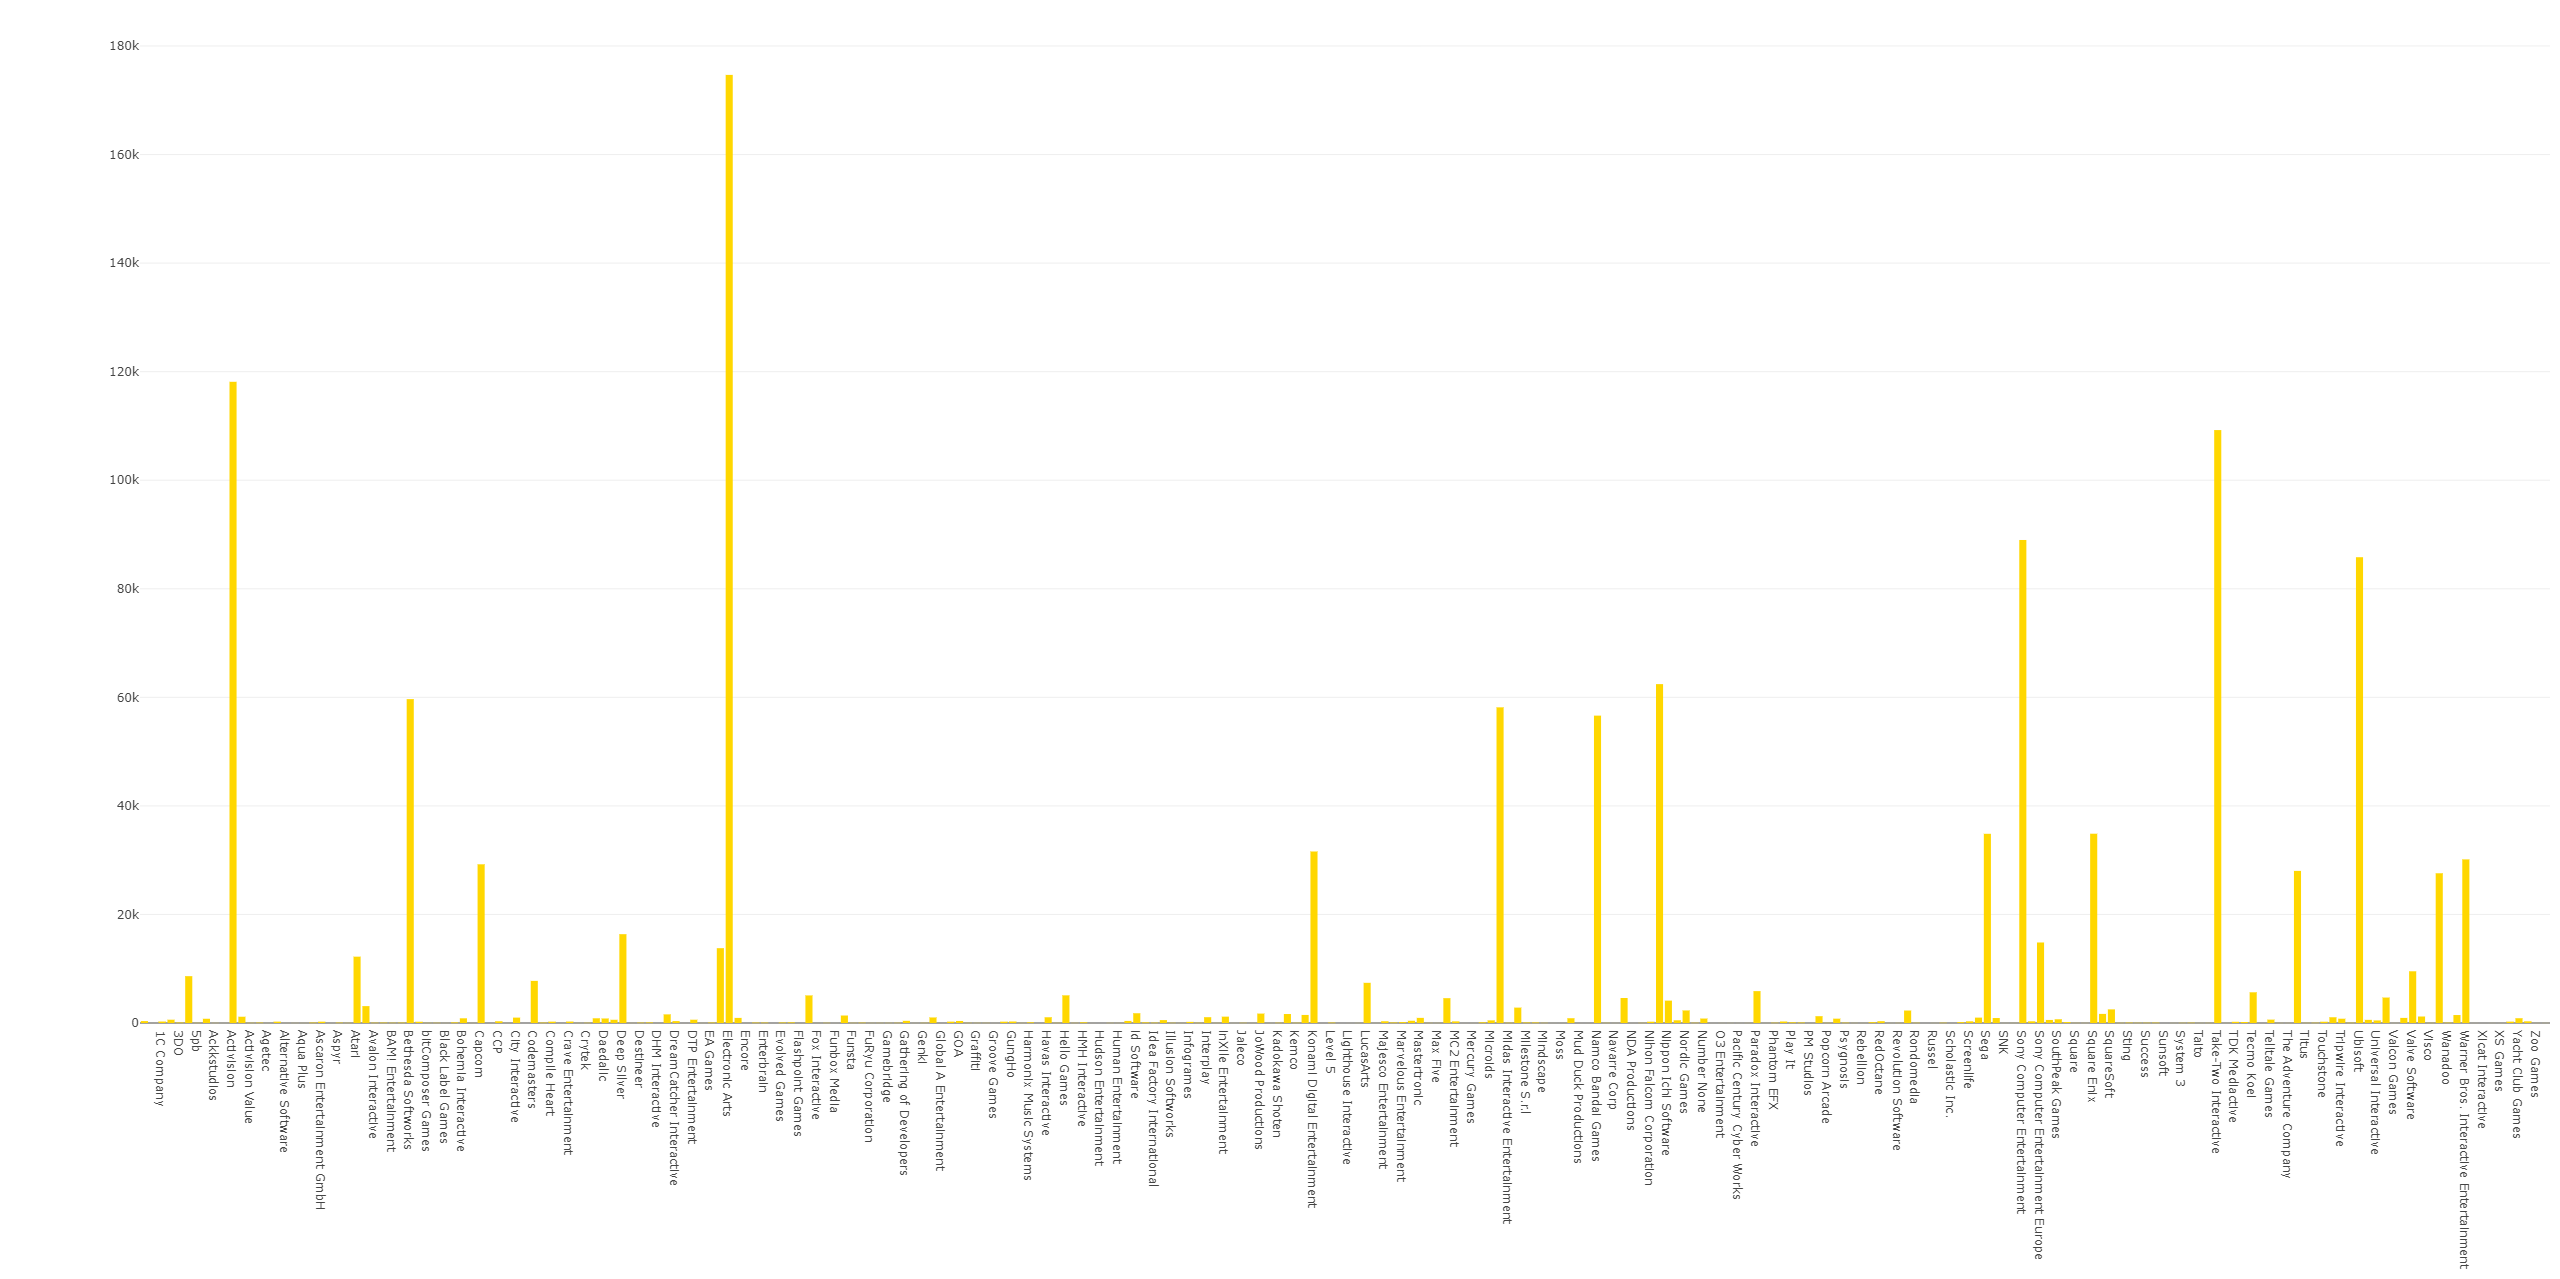 180k
160k
140k
120k
100k
80k
60k
40k
20k
0
1C Company
3DO
5pb
Ackkstudios
Activision
Activision Value
Agetec
Alternative Software
Aqua Plus
Ascaron Entertainment GmbH
Aspyr
Atari
Avalon Interactive
BAM! Entertainment
Bethesda Softworks
bitComposer Games
Black Label Games
Bohemia Interactive
Capcom
CCP
City Interactive
Codemasters
Compile Heart
Crave Entertainment
Crytek
Daedalic
Deep Silver
Destineer
DHM Interactive
DreamCatcher Interactive
DTP Entertainment
EA Games
Electronic Arts
Encore
Enterbrain
Evolved Games
Flashpoint Games
Fox Interactive
Funbox Media
Funsta
FuRyu Corporation
Gamebridge
Gathering of Developers
Genki
Global A Entertainment
GOA
Graffiti
Groove Games
GungHo
Harmonix Music Systems
Havas Interactive
Hello Games
HMH Interactive
Hudson Entertainment
Human Entertainment
id Software
Idea Factory International
Illusion Softworks
Infogrames
Interplay
inXile Entertainment
Jaleco
JoWood Productions
Kadokawa Shoten
Kemco
Konami Digital Entertainment
Level 5
Lighthouse Interactive
LucasArts
Majesco Entertainment
Marvelous Entertainment
Mastertronic
Max Five
MC2 Entertainment
Mercury Games
Microids
Midas Interactive Entertainment
Milestone S.r.l
Mindscape
Moss
Mud Duck Productions
Namco Bandai Games
Navarre Corp
NDA Productions
Nihon Falcom Corporation
Nippon Ichi Software
Nordic Games
Number None
O3 Entertainment
Pacific Century Cyber Works
Paradox Interactive
Phantom EFX
Play It
PM Studios
Popcorn Arcade
Psygnosis
Rebellion
RedOctane
Revolution Software
Rondomedia
Russel
Scholastic Inc.
Screenlife
Sega
SNK
Sony Computer Entertainment
Sony Computer Entertainment Europe
SouthPeak Games
Square
Square Enix
SquareSoft
Sting
Success
Sunsoft
System 3
Taito
Take-Two Interactive
TDK Mediactive
Tecmo Koei
Telltale Games
The Adventure Company
Titus
Touchstone
Tripwire Interactive
Ubisoft
Universal Interactive
Valcon Games
Valve Software
Visco
Wanadoo
Warner Bros. Interactive Entertainment
Xicat Interactive
XS Games
Yacht Club Games
Zoo Games